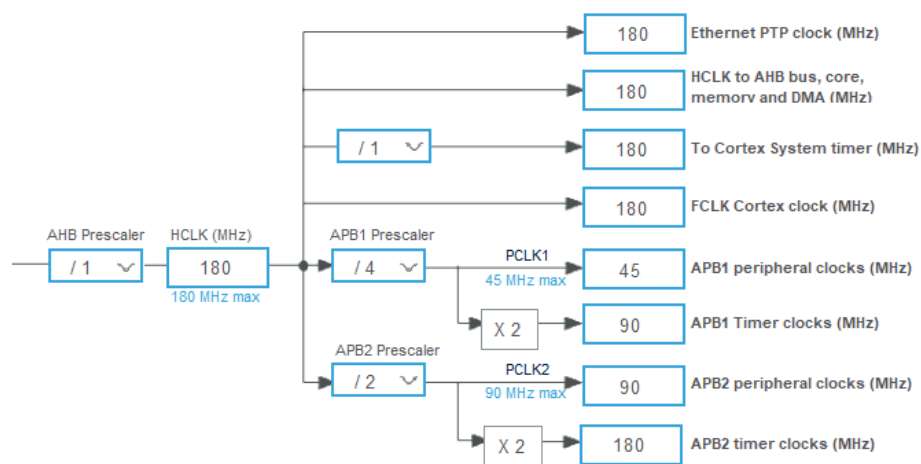 180
Ethernet PTP clock (MHz)
180
HCLK to AHB bus, core,
memory and DMA (MHz)
/ 1
180
To Cortex System timer (MHz)
180
FCLK Cortex clock (MHz)
AHB Prescaler
HCLK (MHz)
APB1 Prescaler
/ 1
180
180 MHz max
/ 4
PCLK1
45 MHz max
45
APB1 peripheral clocks (MHz)
X 2
90
APB1 Timer clocks (MHz)
APB2 Prescaler
/ 2
PCLK2
90 MHz max
90
APB2 peripheral clocks (MHz)
X 2
180
APB2 timer clocks (MHz)